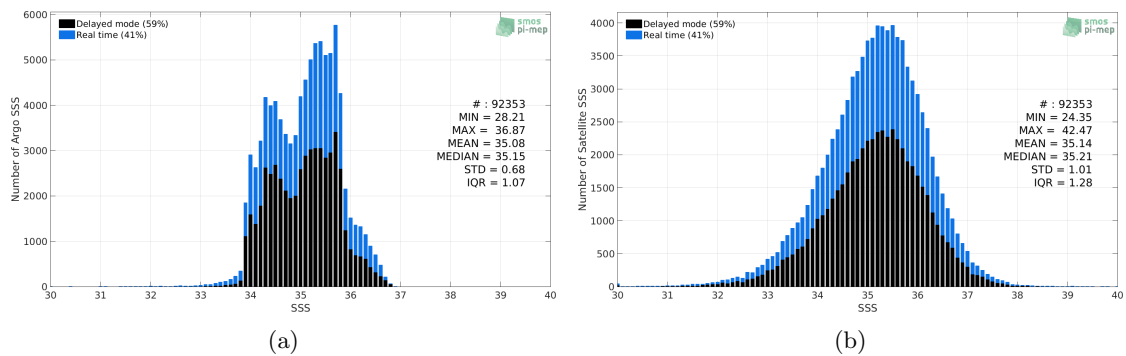 Delayed mode (59%)
Real time (41%)
smos
pi-mep
6000
5000
4000
3000
2000
1000
0
Number of Argo SSS
# : 92353
MIN = 28.21
MAX = 36.87
MEAN = 35.08
MEDIAN = 35.15
STD = 0.68
IQR = 1.07
30 31 32 33 34 35 36 37 38 39 40
SSS
(a)
Delayed mode (59%)
Real time (41%)
smos
pi-mep
4000
3500
3000
2500
2000
1500
1000
500
0
Number of Satellite SSS
# : 92353
MIN = 24.35
MAX = 42.47
MEAN = 35.14
MEDIAN = 35.21
STD = 1.01
IQR = 1.28
30 31 32 33 34 35 36 37 38 39 40
SSS
(b)